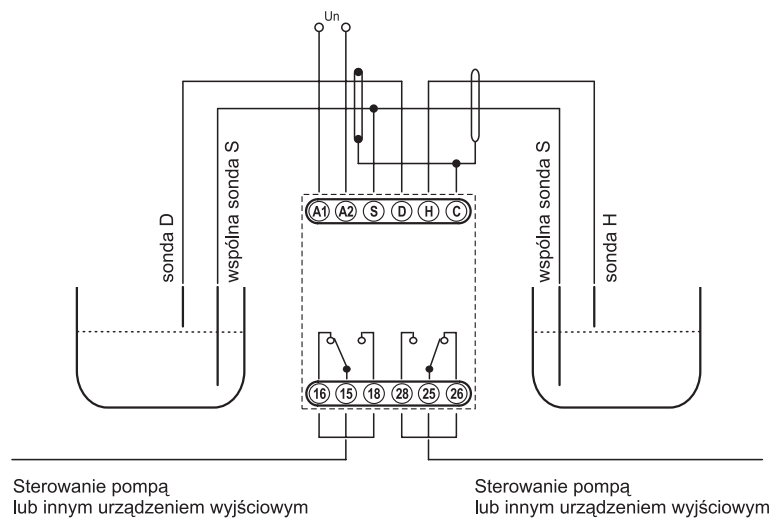 Un
A1 A2 S D H C
sonda D
wspólna sonda S
wspólna sonda S
sonda H
16 15 18 28 25 26
Sterowanie pompą
lub innym urządzeniem wyjściowym
Sterowanie pompą
lub innym urządzeniem wyjściowym